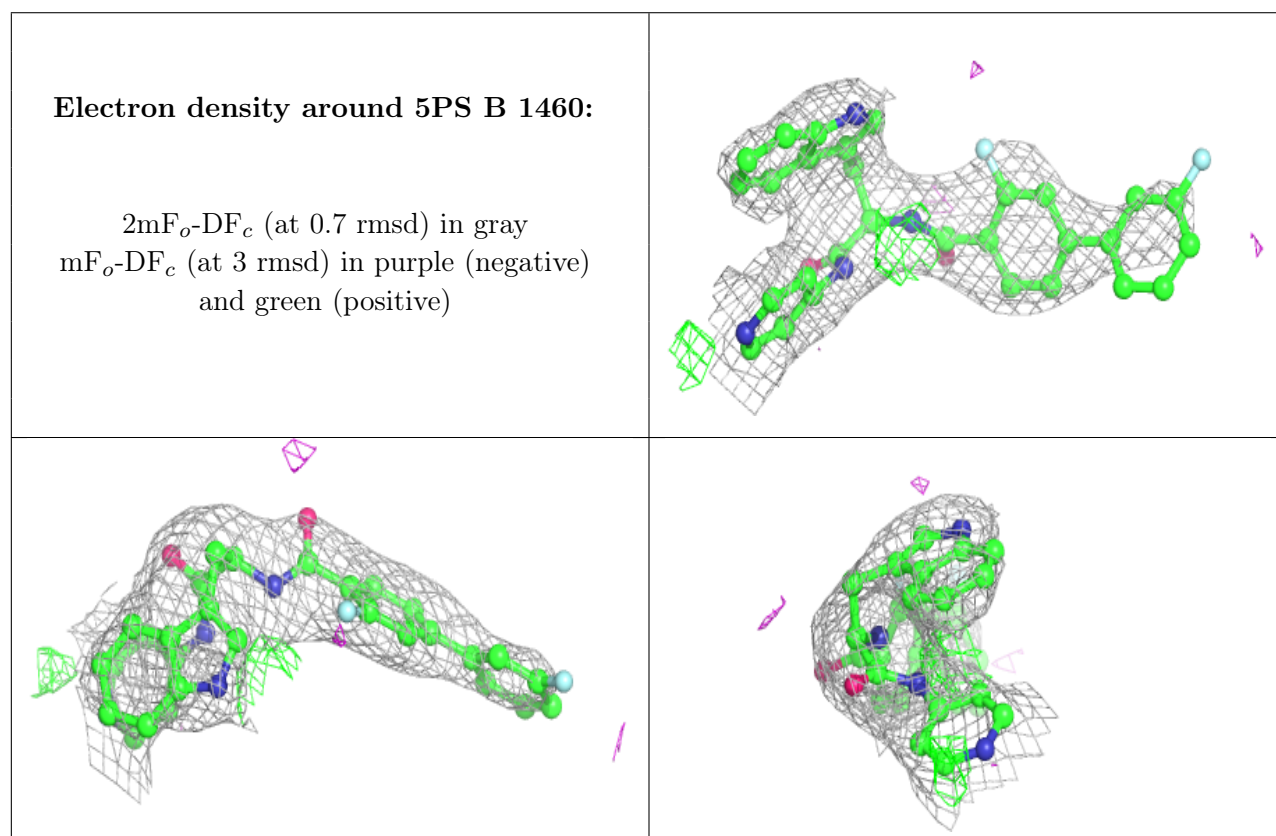 Electron density around 5PS B 1460:
2mFₒ-DF𝒸 (at 0.7 rmsd) in gray
mFₒ-DF𝒸 (at 3 rmsd) in purple (negative)
and green (positive)